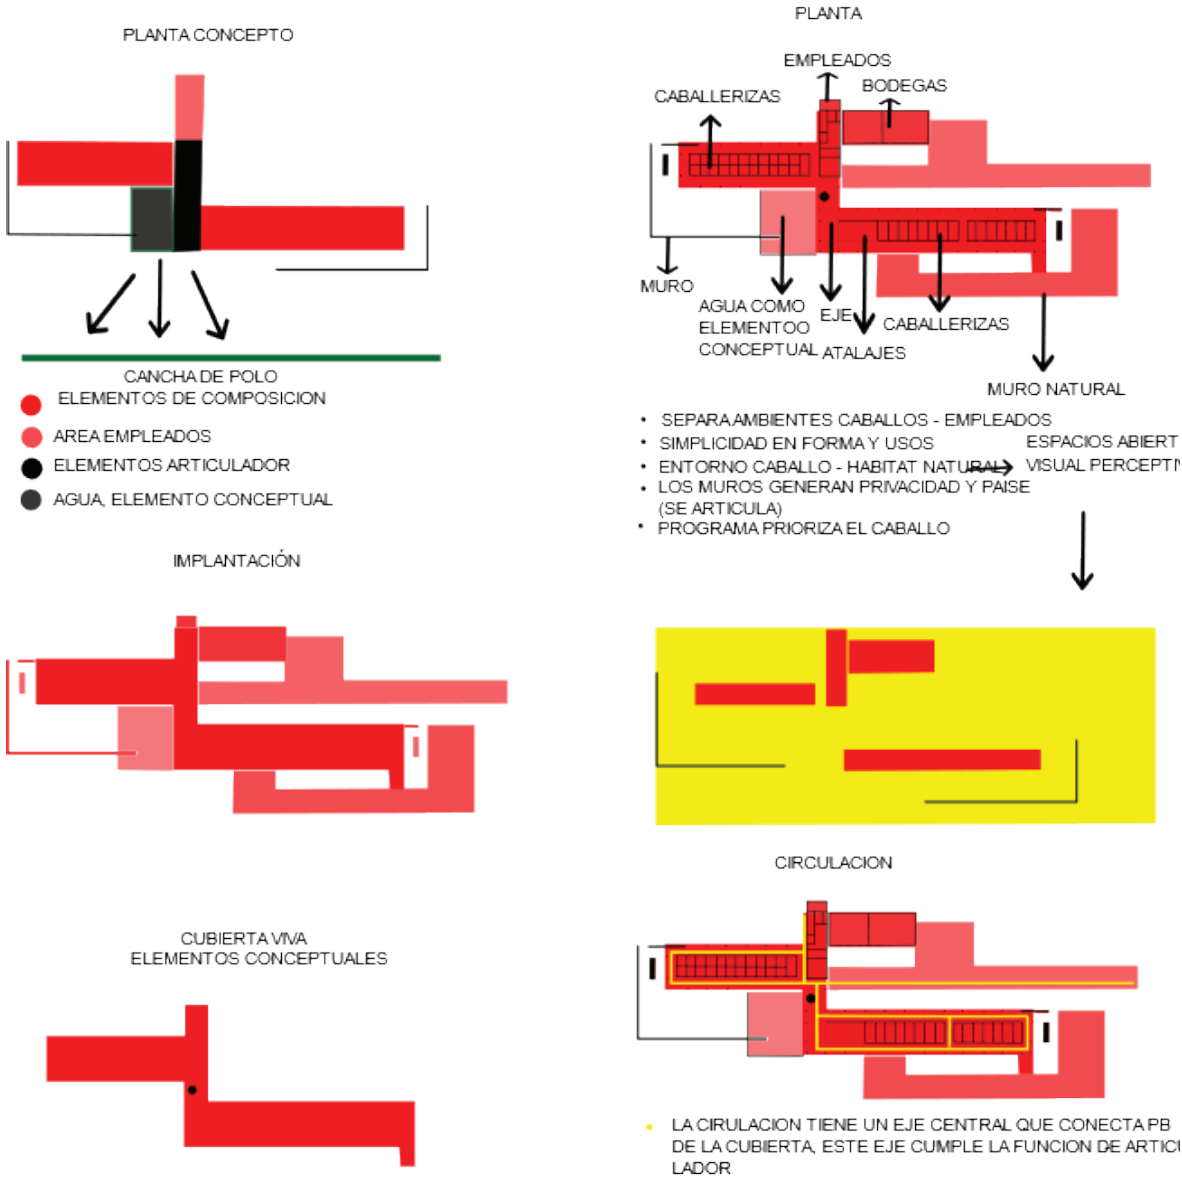 PLANTA CONCEPTO
CANCHA DE POLO
ELEMENTOS DE COMPOSICION
AREA EMPLEADOS
ELEMENTOS ARTICULADOR
AGUA, ELEMENTO CONCEPTUAL
PLANTA
EMPLEADOS
BODEGAS
CABALLERIZAS
MURO
AGUA COMO
ELEMENTOO
CONCEPTUAL
EJE
ATALAJES
CABALLERIZAS
MURO NATURAL
• SEPARA AMBIENTES CABALLOS - EMPLEADOS
• SIMPLICIDAD EN FORMA Y USOS
• ENTORNO CABALLO - HABITAT NATURAL
ESPACIOS ABIERT
VISUAL PERCEPTIV
• LOS MUROS GENERAN PRIVACIDAD Y PAISE
(SE ARTICULA)
• PROGRAMA PRIORIZA EL CABALLO
IMPLANTACIÓN
CUBIERTA VIVA
ELEMENTOS CONCEPTUALES
CIRCULACION
• LA CIRULACION TIENE UN EJE CENTRAL QUE CONECTA PB
DE LA CUBIERTA, ESTE EJE CUMPLE LA FUNCION DE ARTICU
LADOR